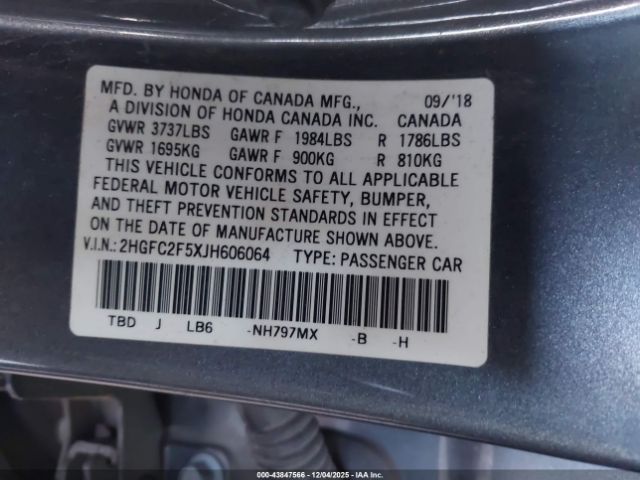 MFD. BY HONDA OF CANADA MFG., 09/'18
A DIVISION OF HONDA CANADA INC. CANADA
GVWR 3737LBS GAWR F 1984LBS R 1786LBS
GVWR 1695KG GAWR F 900KG R 810KG
THIS VEHICLE CONFORMS TO ALL APPLICABLE
FEDERAL MOTOR VEHICLE SAFETY, BUMPER,
AND THEFT PREVENTION STANDARDS IN EFFECT
ON THE DATE OF MANUFACTURE SHOWN ABOVE.
V.I.N.: 2HGFC2F5XJH606064 TYPE: PASSENGER CAR
TBD J LB6 -NH797MX -B -H
000-43847566 - 12/04/2025 - IAA Inc.